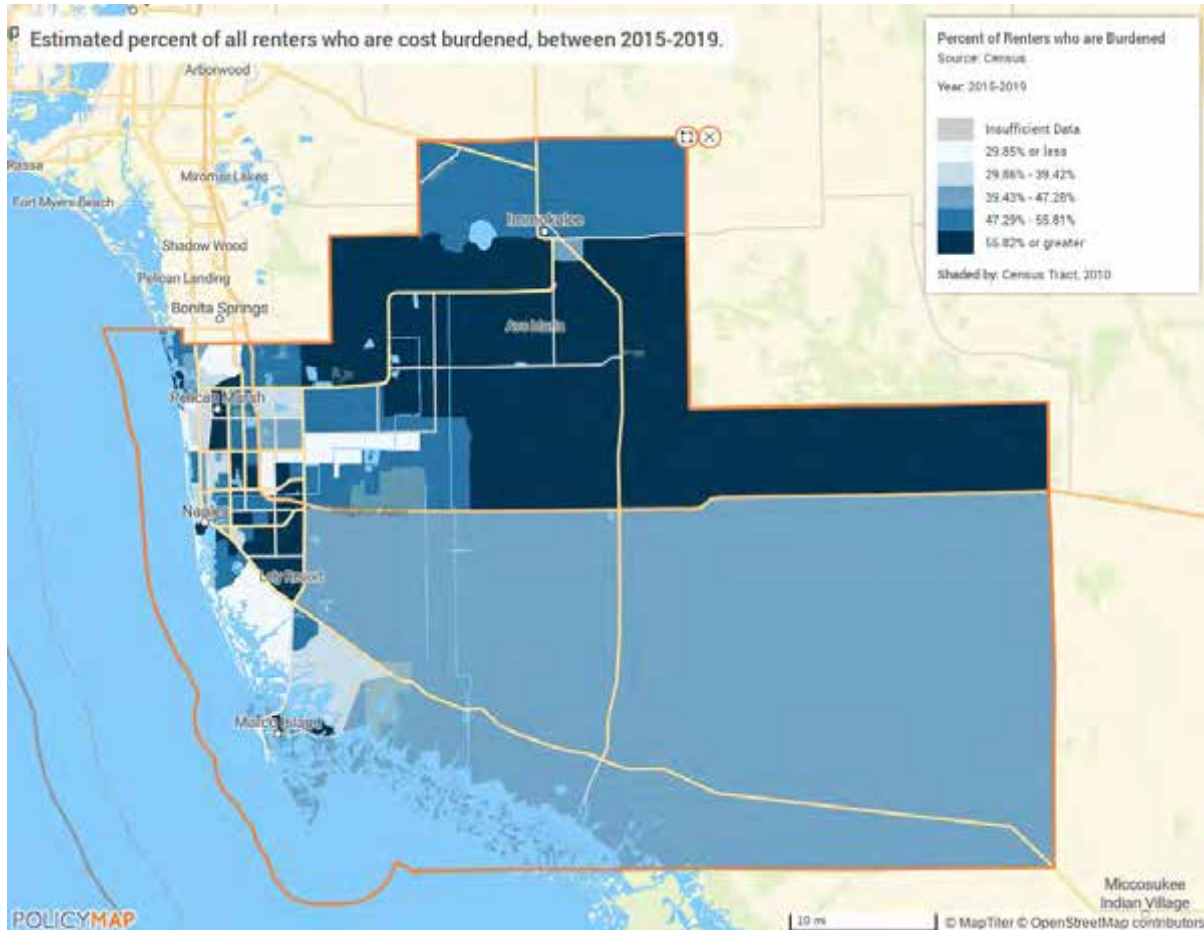 Estimated percent of all renters who are cost burdened, between 2015-2019.
Percent of Renters who are Burdened
Source: Census
Year: 2015-2019
Insufficient Data
29.85% or less
29.86% - 39.42%
39.43% - 47.28%
47.29% - 55.81%
55.82% or greater
Shaded by: Census Tract, 2010
Arborwood
Miromar Lakes
Fort Myers Beach
Shadow Wood
Pelican Landing
Bonita Springs
Immokalee
Ave Maria
Pelican Marsh
Naples
Lely Resort
Marco Island
Miccosukee
Indian Village
10 mi
POLICYMAP
© MapTiler © OpenStreetMap contributors